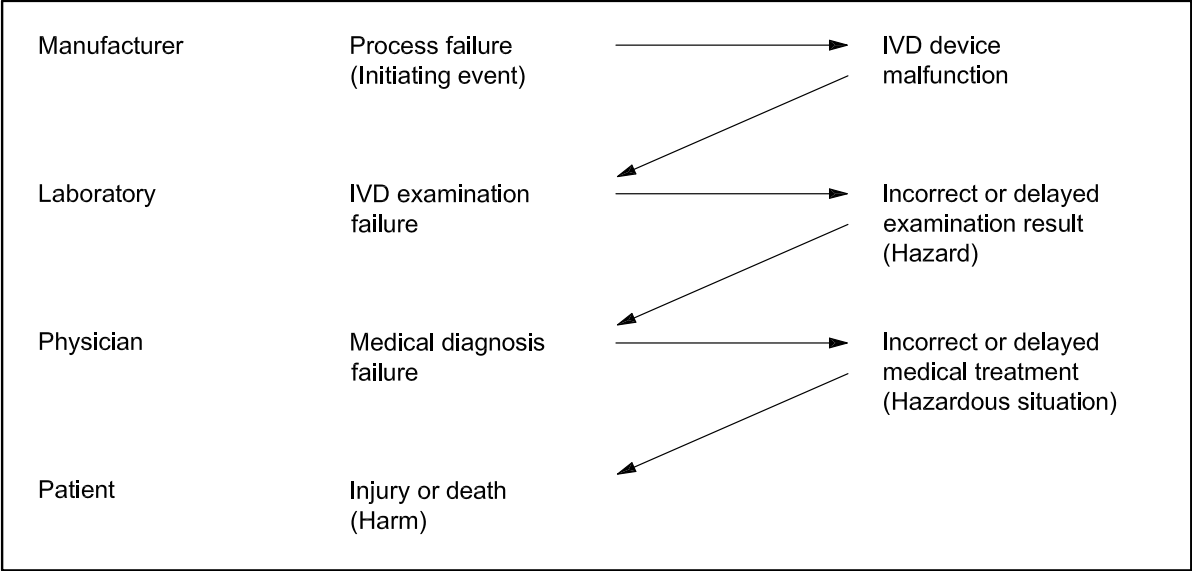 Manufacturer
Process failure
(Initiating event)
IVD device
malfunction
Laboratory
IVD examination
failure
Incorrect or delayed
examination result
(Hazard)
Physician
Medical diagnosis
failure
Incorrect or delayed
medical treatment
(Hazardous situation)
Patient
Injury or death
(Harm)